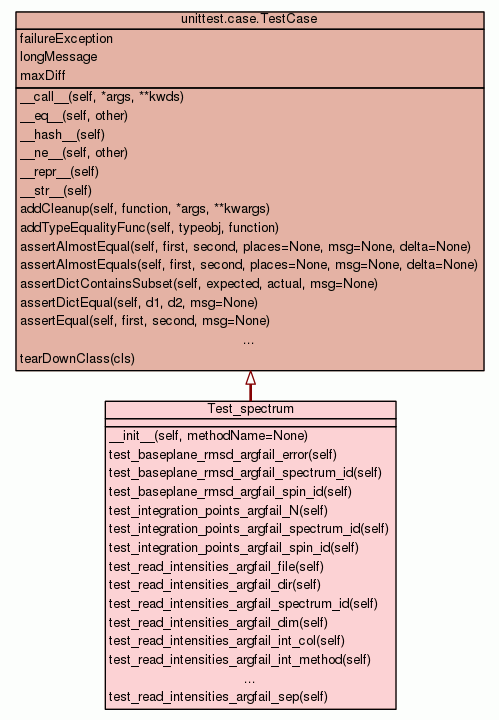 unittest.case.TestCase
failureException
longMessage
maxDiff
__call__(self, *args, **kwds)
__eq__(self, other)
__hash__(self)
__ne__(self, other)
__repr__(self)
__str__(self)
addCleanup(self, function, *args, **kwargs)
addTypeEqualityFunc(self, typeobj, function)
assertAlmostEqual(self, first, second, places=None, msg=None, delta=None)
assertAlmostEquals(self, first, second, places=None, msg=None, delta=None)
assertDictContainsSubset(self, expected, actual, msg=None)
assertDictEqual(self, d1, d2, msg=None)
assertEqual(self, first, second, msg=None)
...
tearDownClass(cls)
Test_spectrum
__init__(self, methodName=None)
test_baseplane_rmsd_argfail_error(self)
test_baseplane_rmsd_argfail_spectrum_id(self)
test_baseplane_rmsd_argfail_spin_id(self)
test_integration_points_argfail_N(self)
test_integration_points_argfail_spectrum_id(self)
test_integration_points_argfail_spin_id(self)
test_read_intensities_argfail_file(self)
test_read_intensities_argfail_dir(self)
test_read_intensities_argfail_spectrum_id(self)
test_read_intensities_argfail_dim(self)
test_read_intensities_argfail_int_col(self)
test_read_intensities_argfail_int_method(self)
...
test_read_intensities_argfail_sep(self)